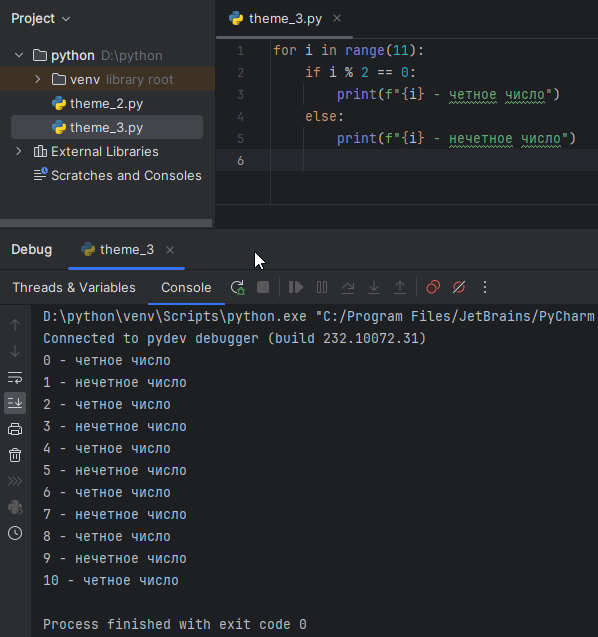 Project
python D:\python
venv library root
theme_2.py
theme_3.py
External Libraries
Scratches and Consoles
theme_3.py
1 for i in range(11):
2 if i % 2 == 0:
3 print(f"{i} - четное число")
4 else:
5 print(f"{i} - нечетное число")
6
Debug theme_3
Threads & Variables Console
D:\python\venv\Scripts\python.exe "C:/Program Files/JetBrains/PyCharm
Connected to pydev debugger (build 232.10072.31)
0 - четное число
1 - нечетное число
2 - четное число
3 - нечетное число
4 - четное число
5 - нечетное число
6 - четное число
7 - нечетное число
8 - четное число
9 - нечетное число
10 - четное число
Process finished with exit code 0